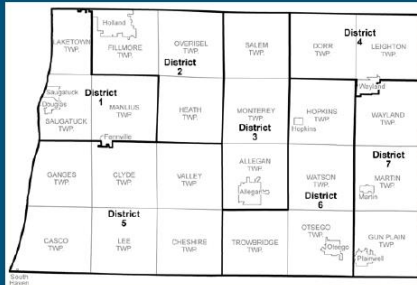 Holland
LAKETOWN
TWP.
FILLMORE
TWP.
OVERISEL
TWP.
SALEM
TWP.
DORR
TWP.
LEIGHTON
TWP.
District
4
District
2
Saugatuck
Douglas
District
1
SAUGATUCK
TWP.
MANLIUS
TWP.
Fennville
HEATH
TWP.
MONTEREY
TWP.
District
3
HOPKINS
TWP.
Hopkins
Wayland
WAYLAND
TWP.
GANGES
TWP.
CLYDE
TWP.
VALLEY
TWP.
ALLEGAN
TWP.
Allegan
WATSON
TWP.
District
6
District
7
MARTIN
TWP.
Martin
District
5
CASCO
TWP.
LEE
TWP.
CHESHIRE
TWP.
TROWBRIDGE
TWP.
OTSEGO
TWP.
Otsego
GUN PLAIN
TWP.
Plainwell
South
Haven